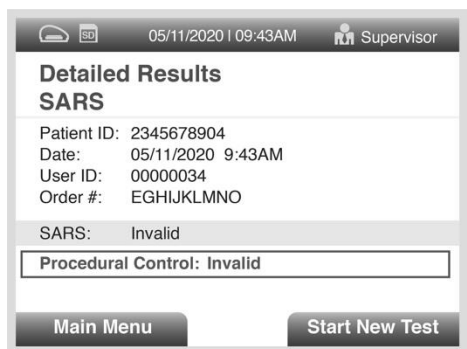 SD 05/11/2020 I 09:43AM Supervisor
Detailed Results
SARS
Patient ID: 2345678904
Date: 05/11/2020 9:43AM
User ID: 00000034
Order #: EGHIJKLMNO
SARS: Invalid
Procedural Control: Invalid
Main Menu Start New Test